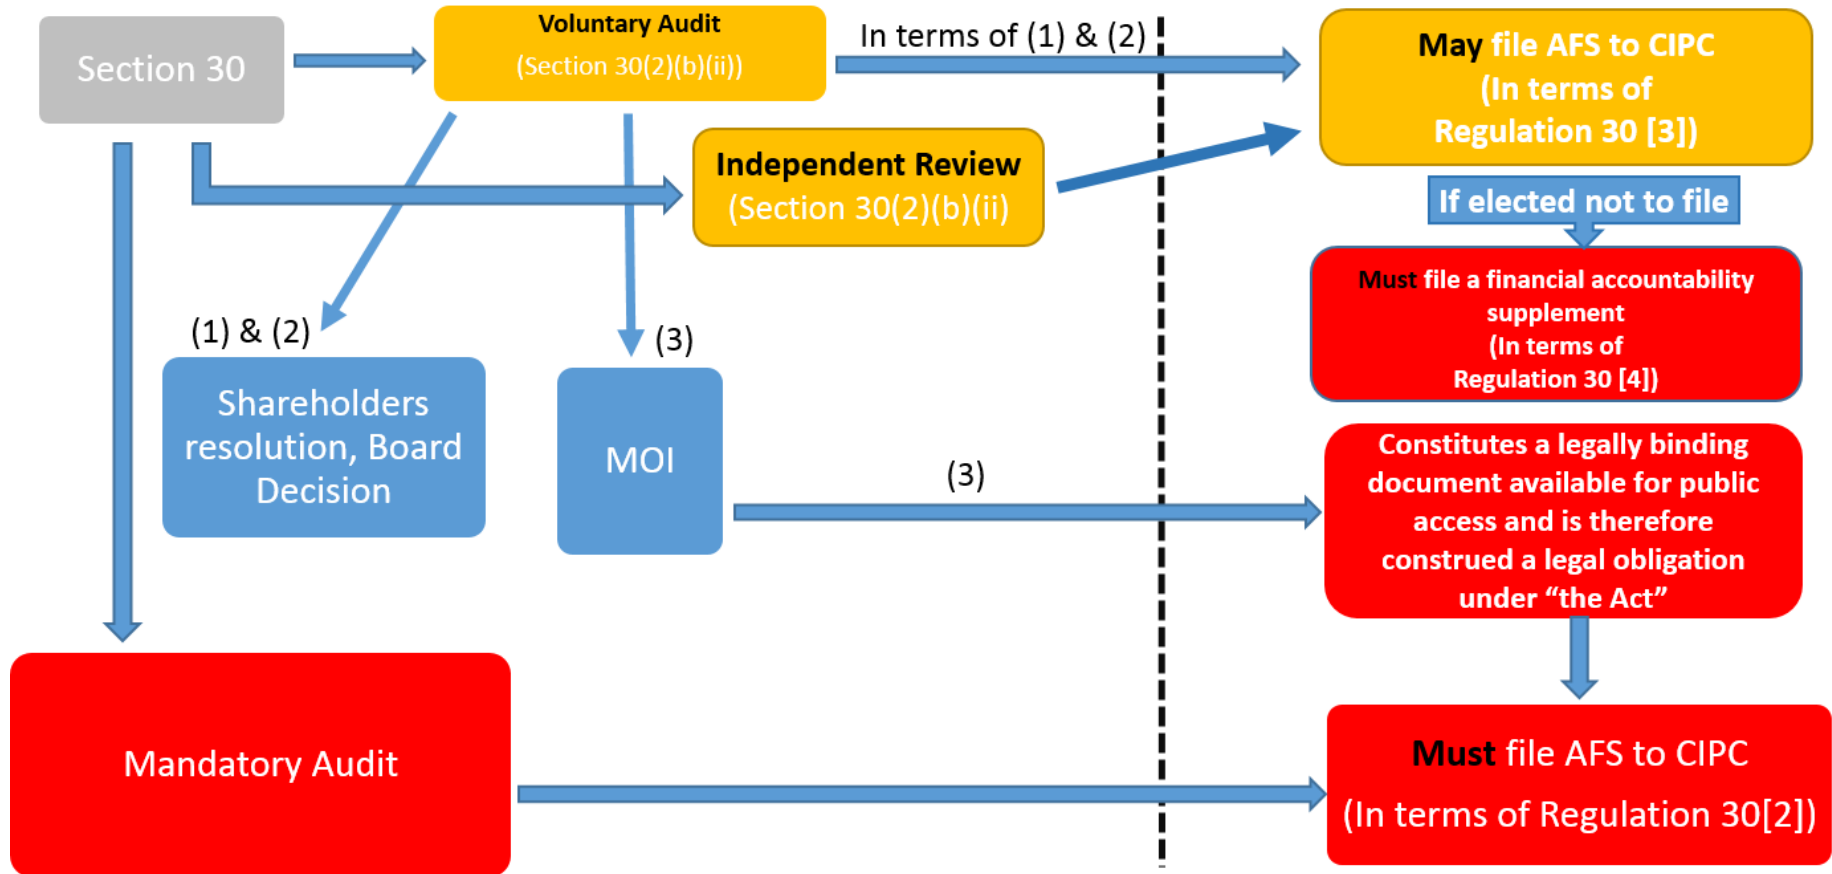 Section 30
Voluntary Audit
(Section 30(2)(b)(ii))
In terms of (1) & (2)
May file AFS to CIPC
(In terms of
Regulation 30 [3])
Independent Review
(Section 30(2)(b)(ii)
If elected not to file
Must file a financial accountability
supplement
(In terms of
Regulation 30 [4])
(1) & (2)
(3)
Shareholders
resolution, Board
Decision
MOI
(3)
Constitutes a legally binding
document available for public
access and is therefore
construed a legal obligation
under “the Act”
Mandatory Audit
Must file AFS to CIPC
(In terms of Regulation 30[2])